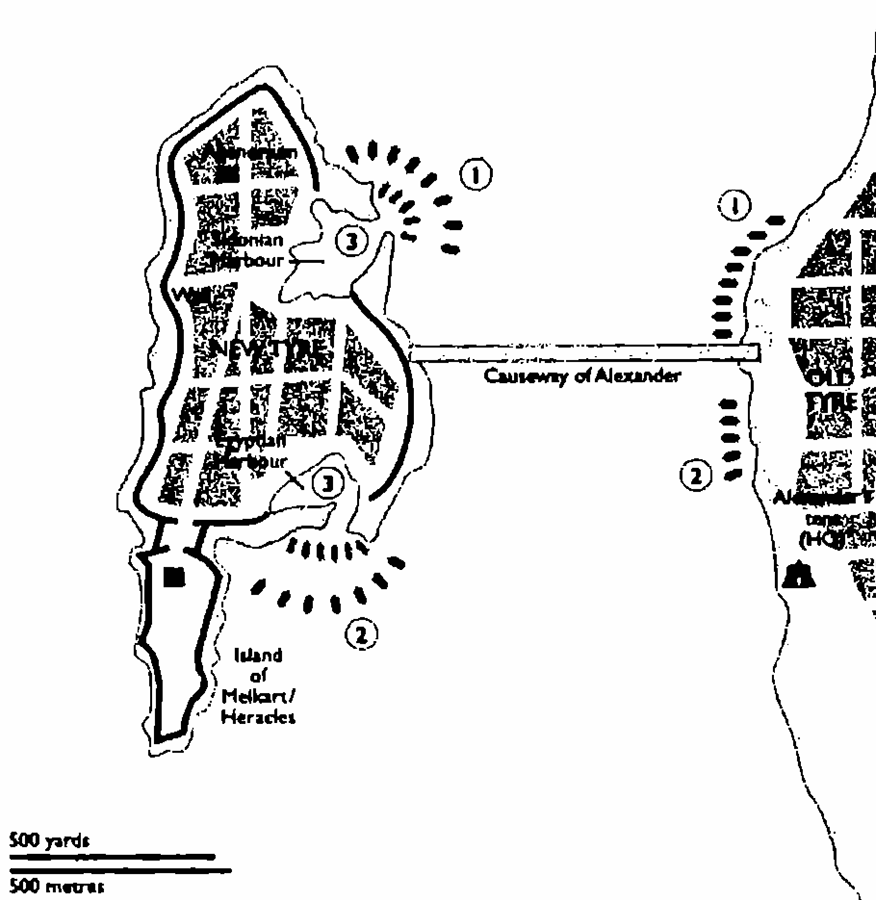 1
1
3
Sidonian
Harbour
Wall
NEW TYRE
Causeway of Alexander
OLD
TYRE
Egyptian
Harbour
3
2
Alexander's
tent
(HQ)
2
Island
of
Melkart/
Heracles
500 yards
500 metres